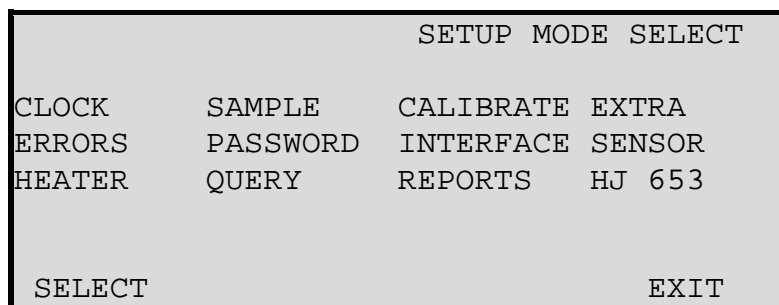 SETUP MODE SELECT
CLOCK SAMPLE CALIBRATE EXTRA
ERRORS PASSWORD INTERFACE SENSOR
HEATER QUERY REPORTS HJ 653
SELECT EXIT